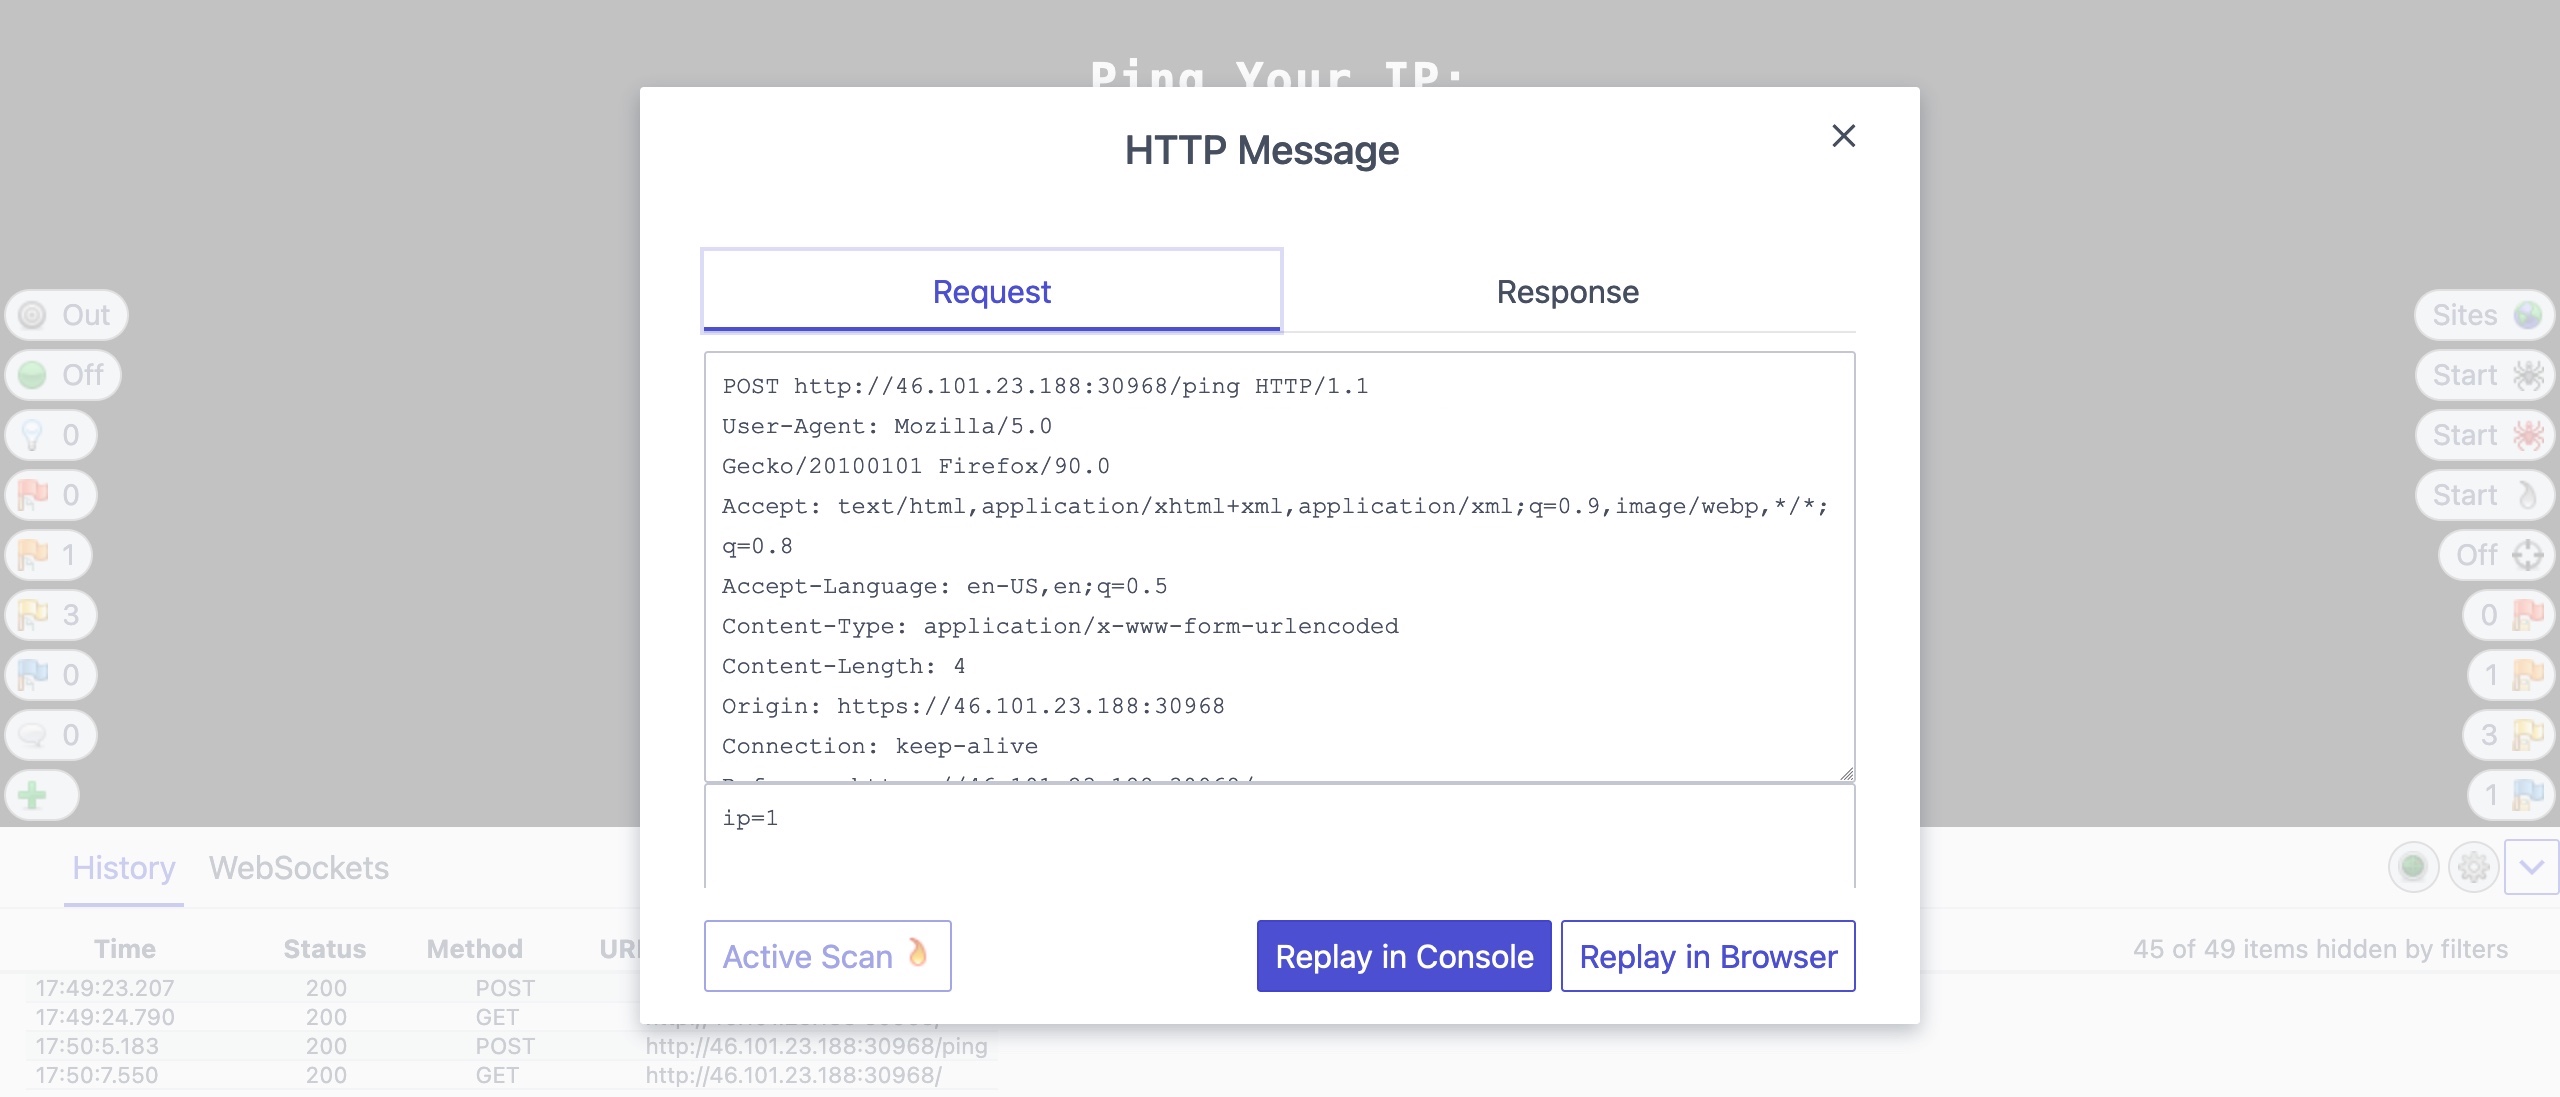 Ping Your IP:
HTTP Message
Request
Response
POST http://46.101.23.188:30968/ping HTTP/1.1
User-Agent: Mozilla/5.0
Gecko/20100101 Firefox/90.0
Accept: text/html,application/xhtml+xml,application/xml;q=0.9,image/webp,*/*;
q=0.8
Accept-Language: en-US,en;q=0.5
Content-Type: application/x-www-form-urlencoded
Content-Length: 4
Origin: https://46.101.23.188:30968
Connection: keep-alive
ip=1
Active Scan
Replay in Console
Replay in Browser
Out
Off
0
0
1
3
0
0
Sites
Start
Start
Start
Off
0
1
3
1
History WebSockets
Time Status Method
45 of 49 items hidden by filters
17:49:23.207 200 POST
17:49:24.790 200 GET
17:50:5.183 200 POST http://46.101.23.188:30968/ping
17:50:7.550 200 GET http://46.101.23.188:30968/